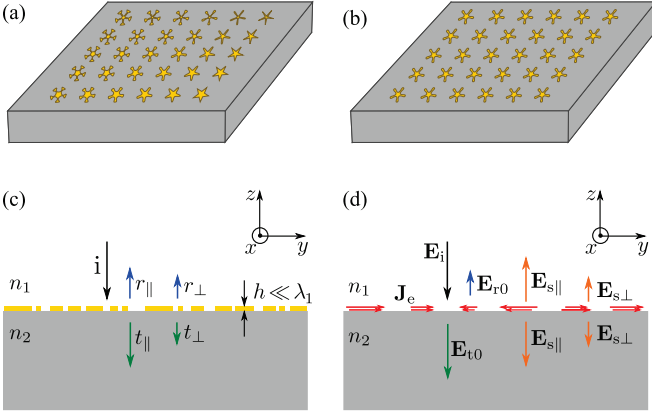 (a)
(b)
(c)
z
x
y
i
n₁
r∥
r⊥
h ≪ λ₁
n₂
t∥
t⊥
(d)
z
x
y
Eᵢ
n₁
Jₑ
Eᵣ₀
Eₛ∥
Eₛ⊥
n₂
Eₜ₀
Eₛ∥
Eₛ⊥